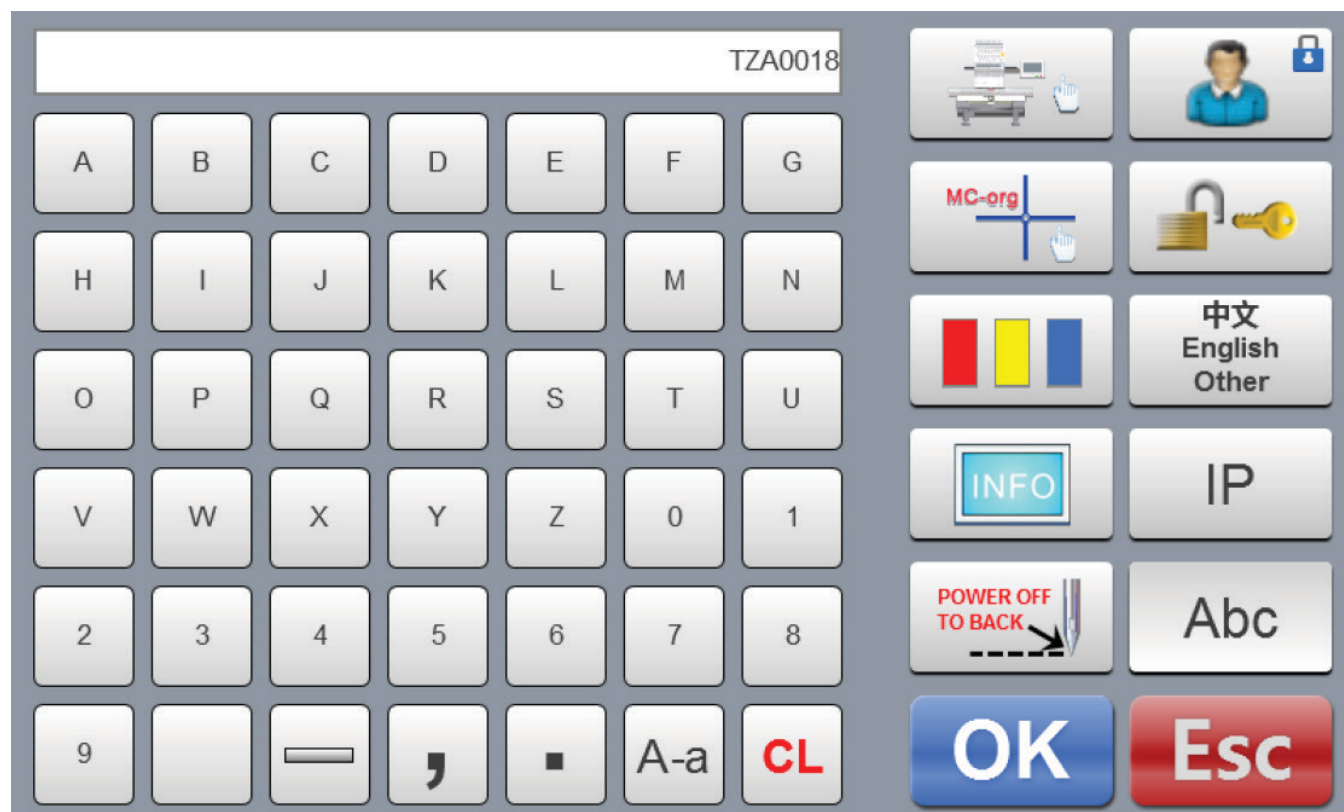 TZA0018
A B C D E F G
H I J K L M N
O P Q R S T U
V W X Y Z 0 1
2 3 4 5 6 7 8
9 , . A-a CL
MC-org
中文
English
Other
INFO
IP
POWER OFF
TO BACK
Abc
OK
Esc